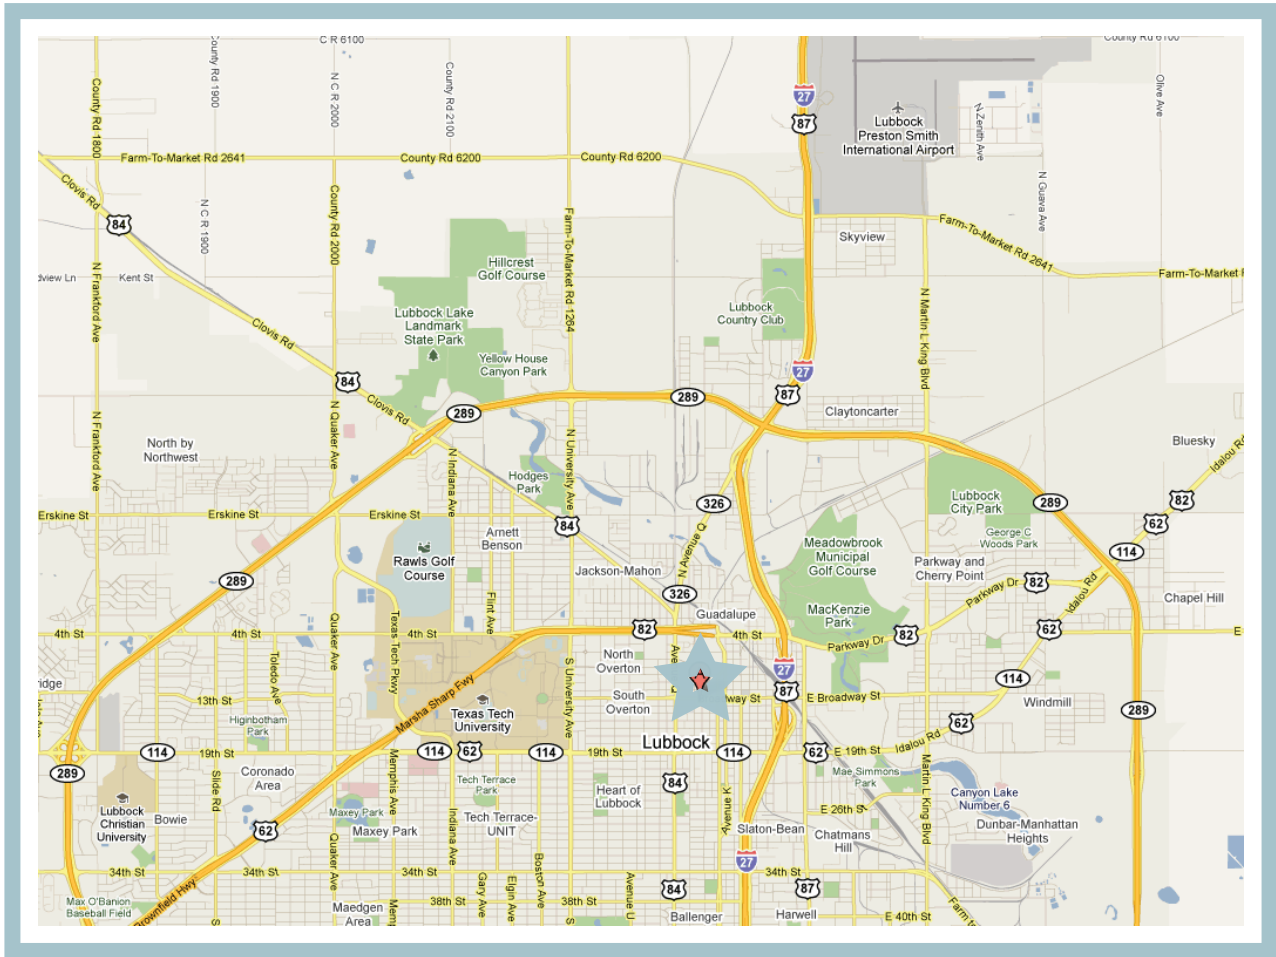 C R 6100
County Rd 6100
County Rd 1800
County Rd 1900
N C R 2000
County Rd 2100
Olive Ave
27
87
Lubbock
Preston Smith
International Airport
N Zenith Ave
Farm-To-Market Rd 2641
County Rd 6200
County Rd 6200
Clovis Rd
84
N C R 1900
County Rd 2000
Farm-To-Market Rd 1264
N Guava Ave
Skyview
Farm-To-Market Rd 2641
Farm-To-Market
dview Ln
Kent St
N Frankford Ave
Hillcrest
Golf Course
Lubbock Lake
Landmark
State Park
Lubbock
Country Club
N Martin L King Blvd
Clovis Rd
Yellow House
Canyon Park
27
84
87
289
289
Clovis Rd
Claytoncarter
N Frankford Ave
N Quaker Ave
N Indiana Ave
N University Ave
North by
Northwest
Bluesky
Idalou Rd
Hodges
Park
326
Lubbock
City Park
289
82
62
Erskine St
Erskine St
Erskine St
84
Arnett
Benson
N Avenue Q
George C
Woods Park
Meadowbrook
Municipal
Golf Course
114
Rawls Golf
Course
Jackson-Mahon
Parkway and
Cherry Point
289
326
Parkway Dr
82
Idalou Rd
Chapel Hill
Flint Ave
Guadalupe
MacKenzie
Park
Quaker Ave
Texas Tech Pkwy
4th St
4th St
4th St
82
4th St
Parkway Dr
82
62
E
ridge
Toledo Ave
North
Overton
Ave
27
S University Ave
Marsha Sharp Fwy
114
13th St
South
Overton
way St
87
E Broadway St
Windmill
289
Higinbotham
Park
Texas Tech
University
62
Lubbock
114
19th St
114
62
114
19th St
114
62
E 19th St
Idalou Rd
289
Coronado
Area
Slide Rd
Memphis Ave
Tech Terrace
Park
84
Mae Simmons
Park
Martin L King Blvd
Canyon Lake
Number 6
Heart of
Lubbock
Avenue K
Lubbock
Christian
University
Bowie
Maxey Park
Maxey Park
Indiana Ave
Tech Terrace-
UNIT
E 26th St
62
Slaton-Bean
Chatmans
Hill
Dunbar-Manhattan
Heights
Quaker Ave
27
34th St
34th St
34th St
34th St
Brownfield Hwy
Gary Ave
Elgin Ave
Boston Ave
Avenue U
84
87
Max O'Banion
Baseball Field
S
Maedgen
Area
Mem
38th St
38th St
S
Ballenger
Harwell
E 40th St
Farm to